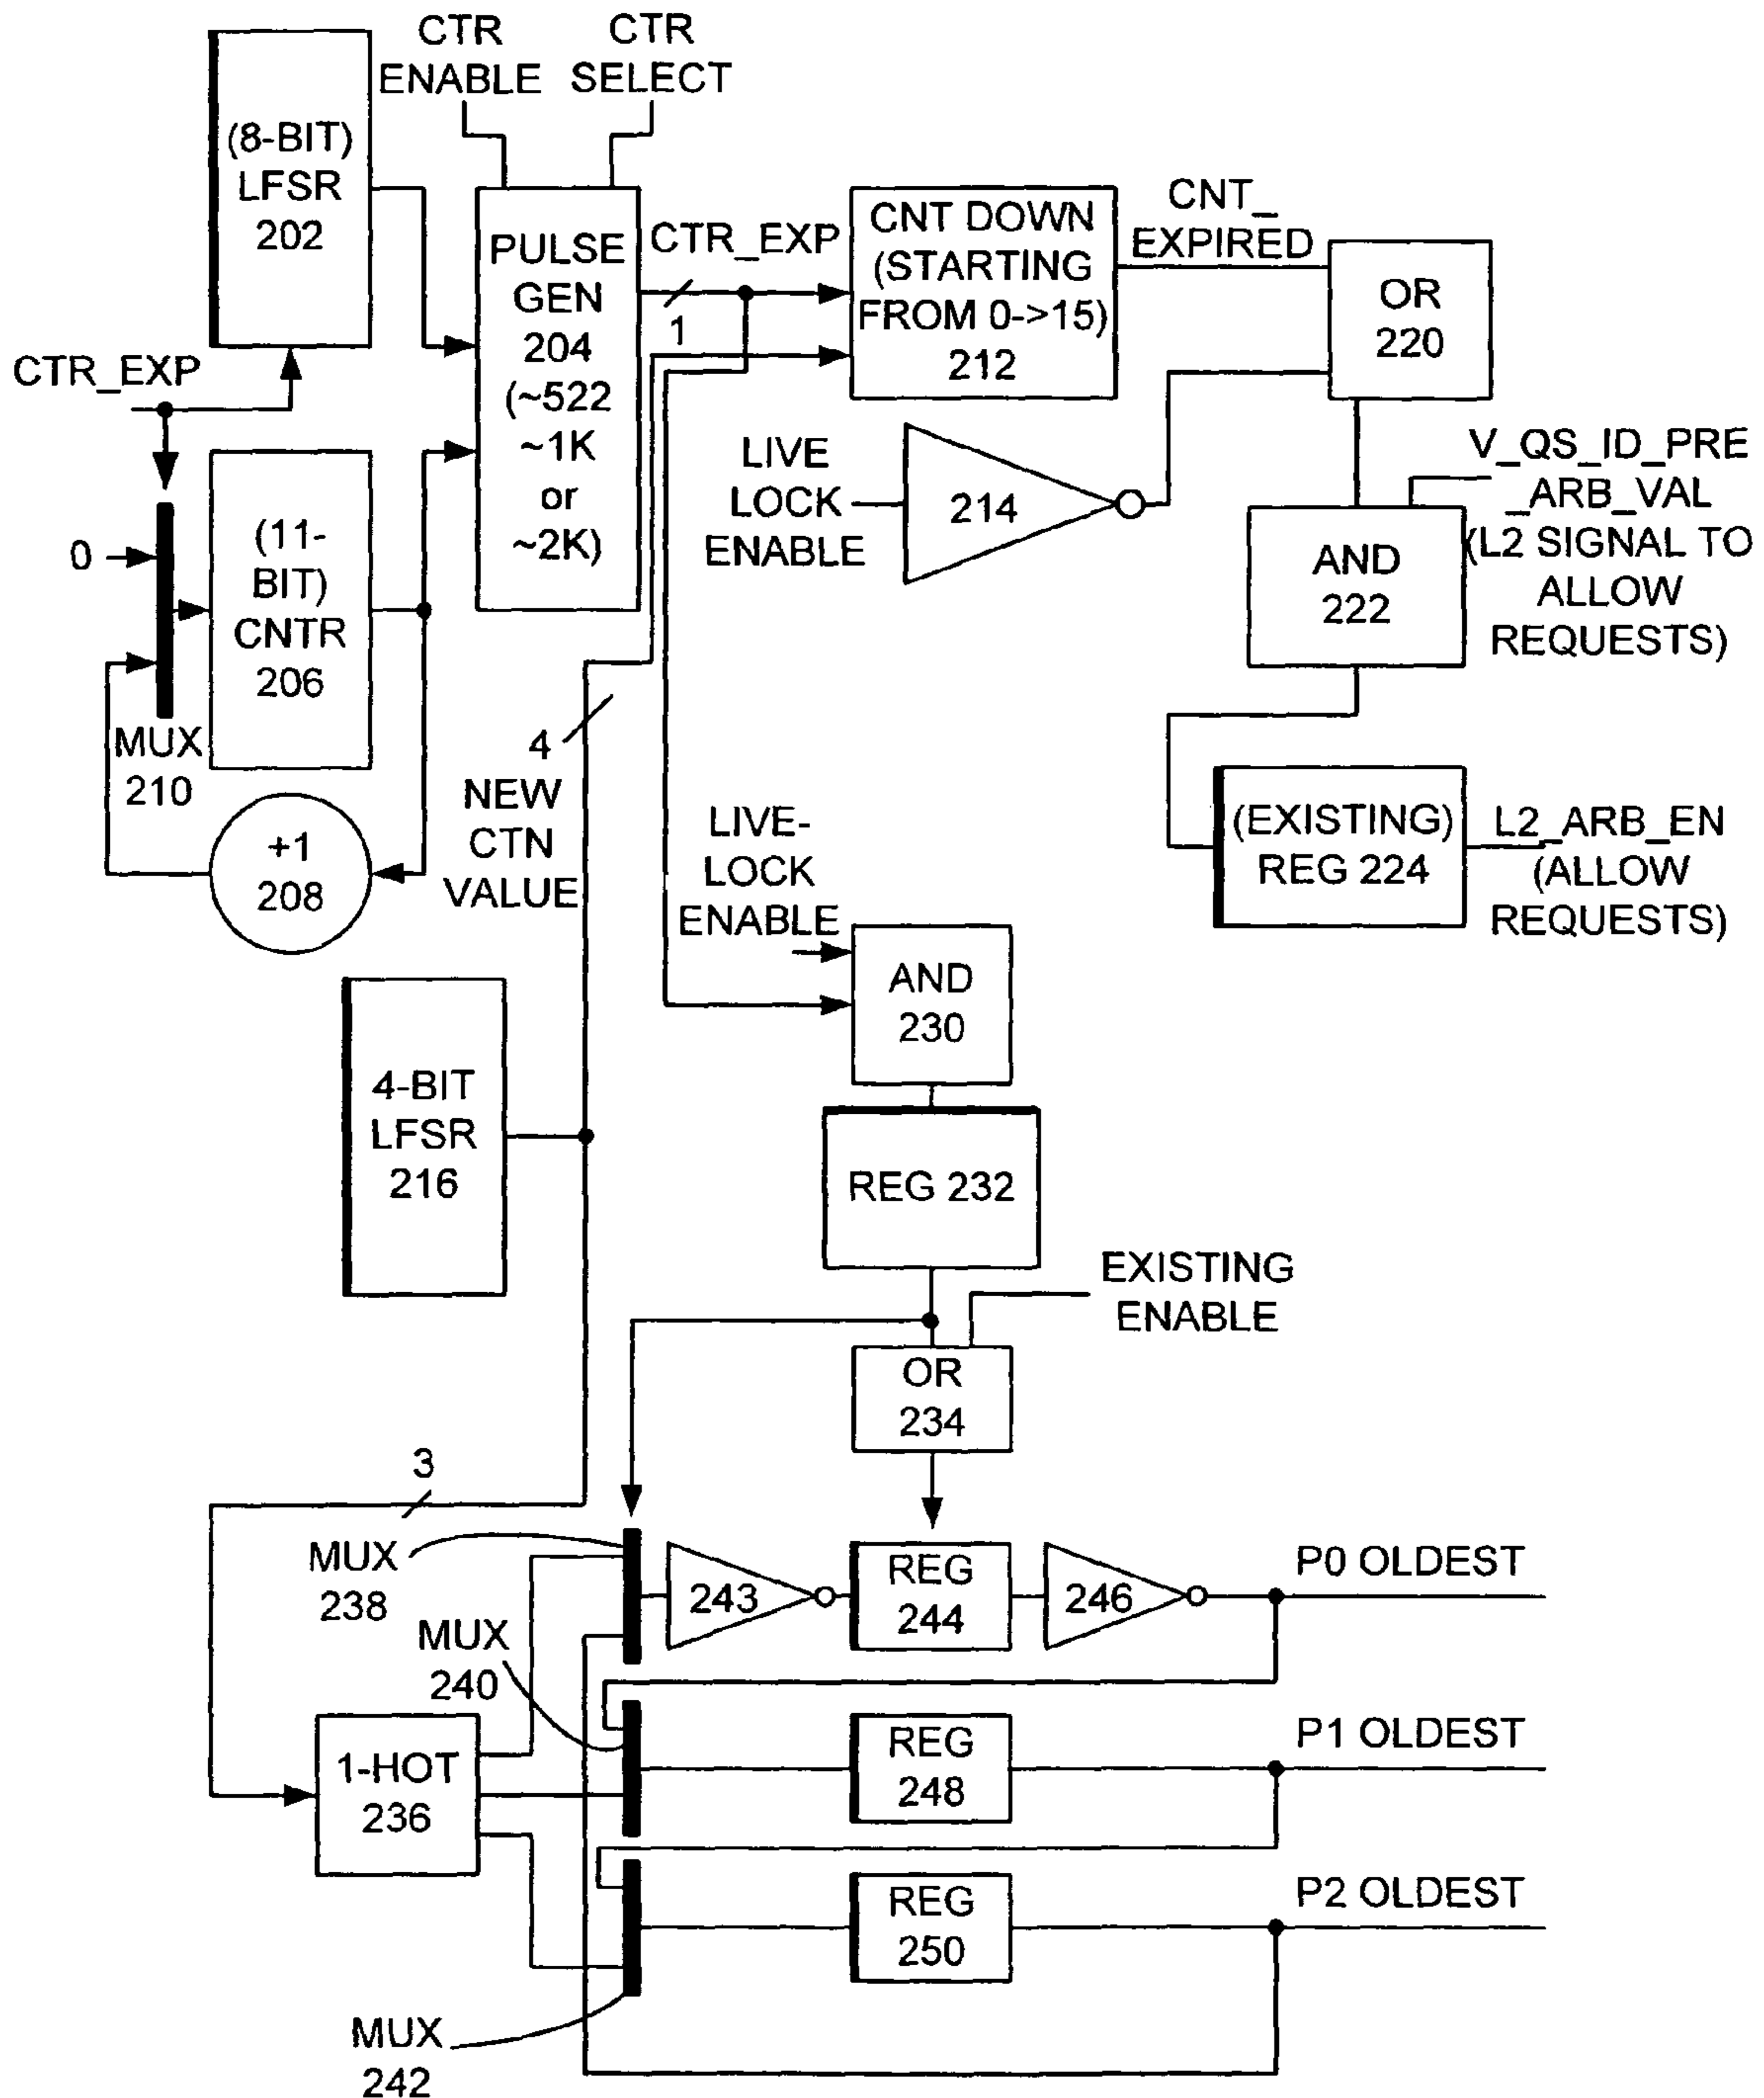 CTR
ENABLE
CTR
SELECT
(8-BIT)
LFSR
202
PULSE
GEN
204
(~522
~1K
or
~2K)
CTR_EXP
1
CNT DOWN
(STARTING
FROM 0->15)
212
CNT_
EXPIRED
OR
220
CTR_EXP
0
(11-
BIT)
CNTR
206
MUX
210
+1
208
LIVE
LOCK
ENABLE
214
V_QS_ID_PRE
_ARB_VAL
(L2 SIGNAL TO
ALLOW
REQUESTS)
AND
222
4
NEW
CTN
VALUE
LIVE-
LOCK
ENABLE
(EXISTING)
REG 224
L2_ARB_EN
(ALLOW
REQUESTS)
AND
230
4-BIT
LFSR
216
REG 232
EXISTING
ENABLE
OR
234
3
MUX
238
243
REG
244
246
P0 OLDEST
MUX
240
1-HOT
236
REG
248
P1 OLDEST
REG
250
P2 OLDEST
MUX
242